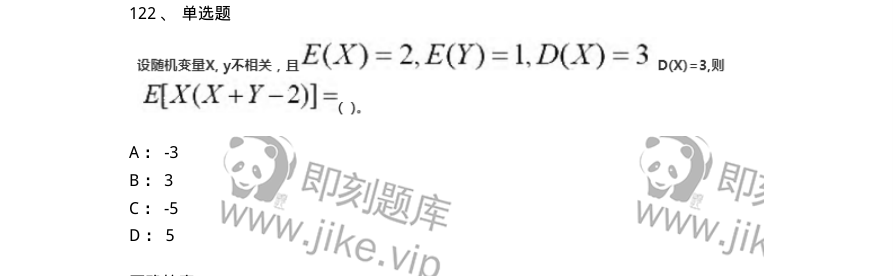 122 、 单选题
设随机变量X, y不相关，且E(X)=2,E(Y)=1,D(X)=3 D(X)=3,则
E[X(X+Y-2)]=( )。
A： -3
B： 3
C： -5
D： 5
即刻题库
www.jike.vip
即刻
www.jik